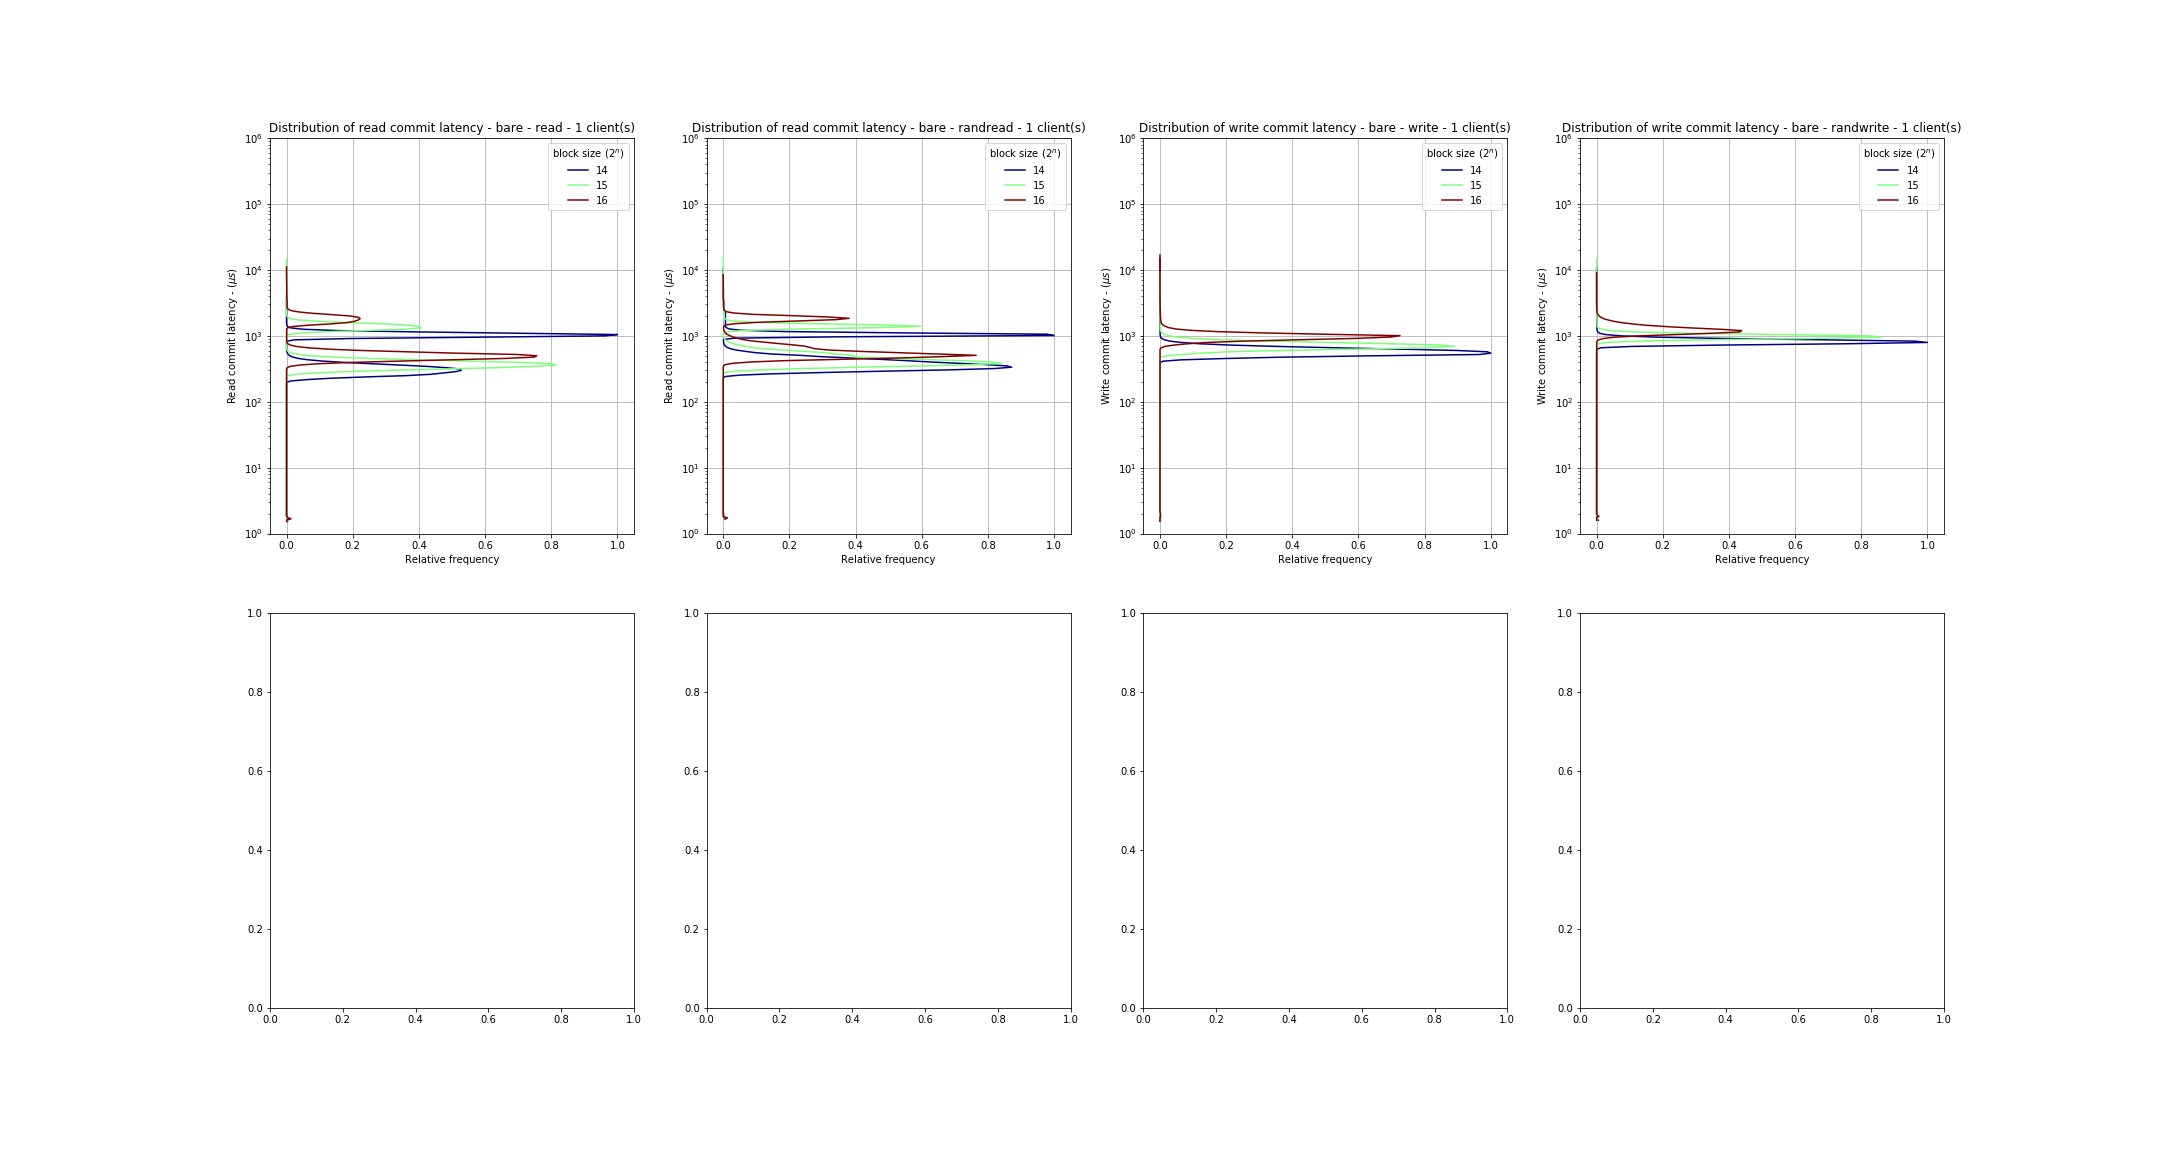 Distribution of read commit latency - bare - read - 1 client(s)
10⁶
10⁵
10⁴
10³
10²
10¹
10⁰
Read commit latency - (μs)
block size (2ⁿ)
14
15
16
0.0 0.2 0.4 0.6 0.8 1.0
Relative frequency
Distribution of read commit latency - bare - randread - 1 client(s)
10⁶
10⁵
10⁴
10³
10²
10¹
10⁰
Read commit latency - (μs)
block size (2ⁿ)
14
15
16
0.0 0.2 0.4 0.6 0.8 1.0
Relative frequency
Distribution of write commit latency - bare - write - 1 client(s)
10⁶
10⁵
10⁴
10³
10²
10¹
10⁰
Write commit latency - (μs)
block size (2ⁿ)
14
15
16
0.0 0.2 0.4 0.6 0.8 1.0
Relative frequency
Distribution of write commit latency - bare - randwrite - 1 client(s)
10⁶
10⁵
10⁴
10³
10²
10¹
10⁰
Write commit latency - (μs)
block size (2ⁿ)
14
15
16
0.0 0.2 0.4 0.6 0.8 1.0
Relative frequency
1.0
0.8
0.6
0.4
0.2
0.0
0.0 0.2 0.4 0.6 0.8 1.0
1.0
0.8
0.6
0.4
0.2
0.0
0.0 0.2 0.4 0.6 0.8 1.0
1.0
0.8
0.6
0.4
0.2
0.0
0.0 0.2 0.4 0.6 0.8 1.0
1.0
0.8
0.6
0.4
0.2
0.0
0.0 0.2 0.4 0.6 0.8 1.0